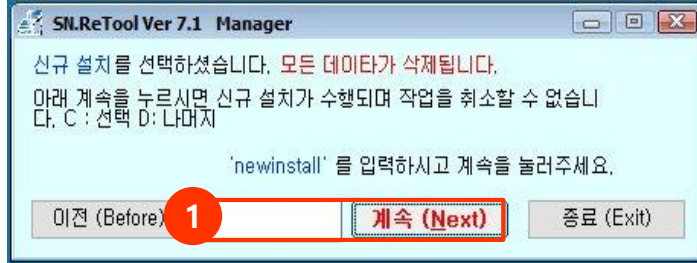 SN.ReTool Ver 7.1 Manager
신규 설치를 선택하셨습니다. 모든 데이타가 삭제됩니다.
아래 계속을 누르시면 신규 설치가 수행되며 작업을 취소할 수 없습니
다. C : 선택 D: 나머지
'newinstall' 를 입력하시고 계속을 눌러주세요.
이전 (Before) 1 계속 (Next) 종료 (Exit)